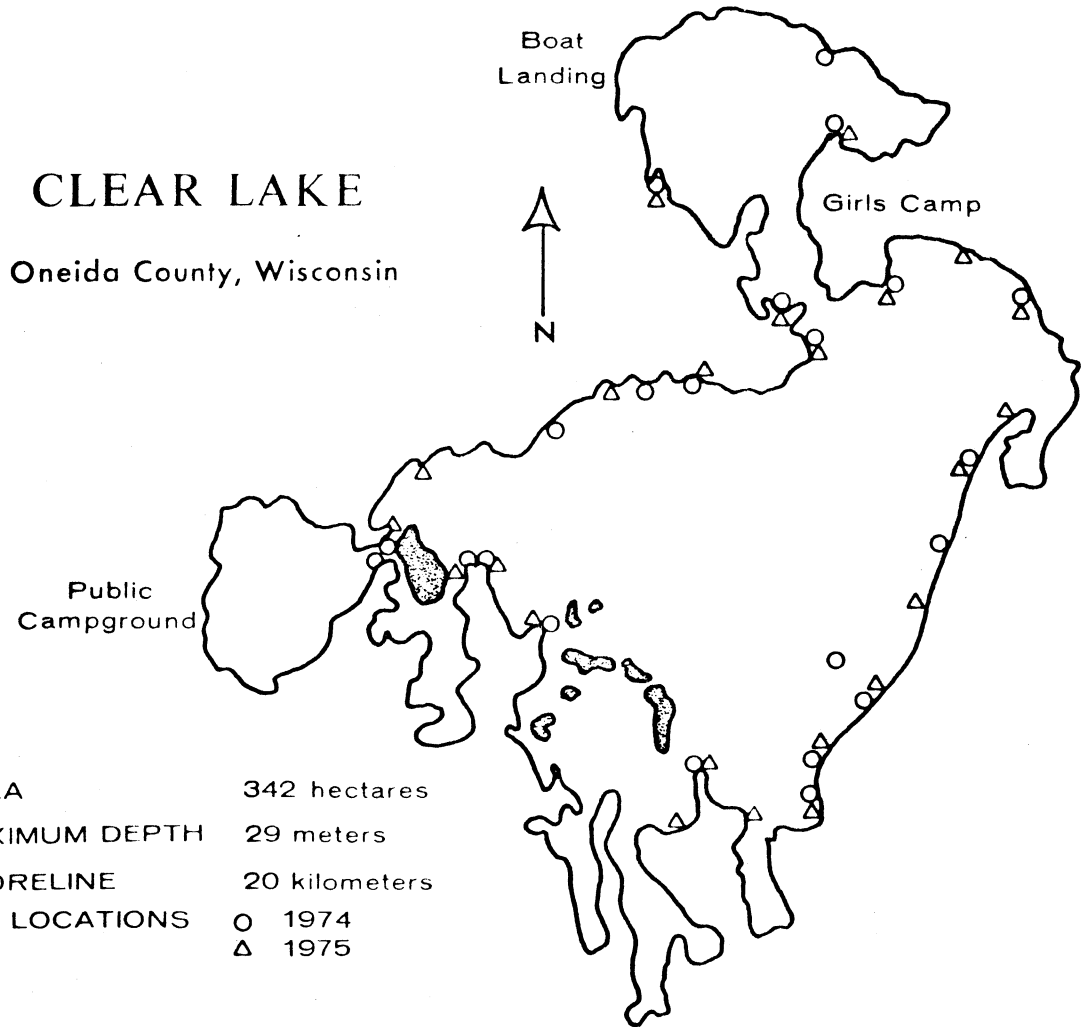 Boat
Landing
CLEAR LAKE
Girls Camp
Oneida County, Wisconsin
N
Public
Campground
342 hectares
DEPTH 29 meters
20 kilometers
LOCATIONS 1974
1975